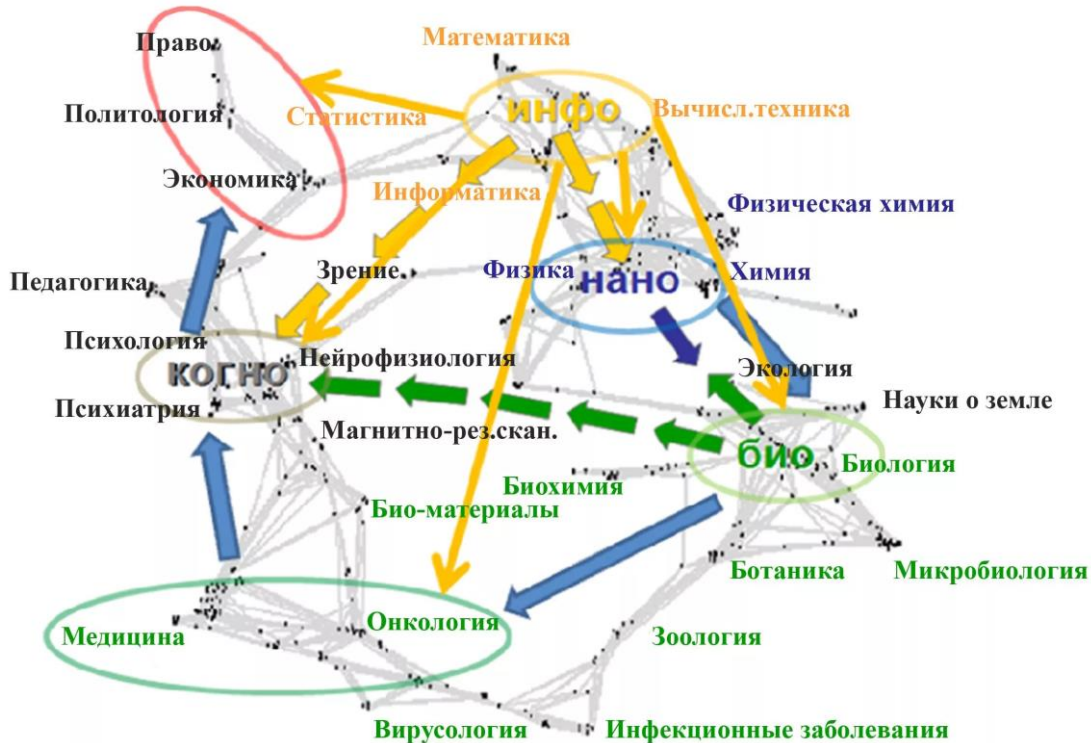 Право
Математика
Политология
Статистика
инфо
Вычисл.техника
Экономика
Информатика
Физическая химия
Педагогика
Зрение
Физика
нано
Химия
Психология
когно
Нейрофизиология
Экология
Психиатрия
Магнитно-рез.скан.
Науки о земле
био
Биология
Биохимия
Био-материалы
Ботаника
Микробиология
Медицина
Онкология
Зоология
Вирусология
Инфекционные заболевания